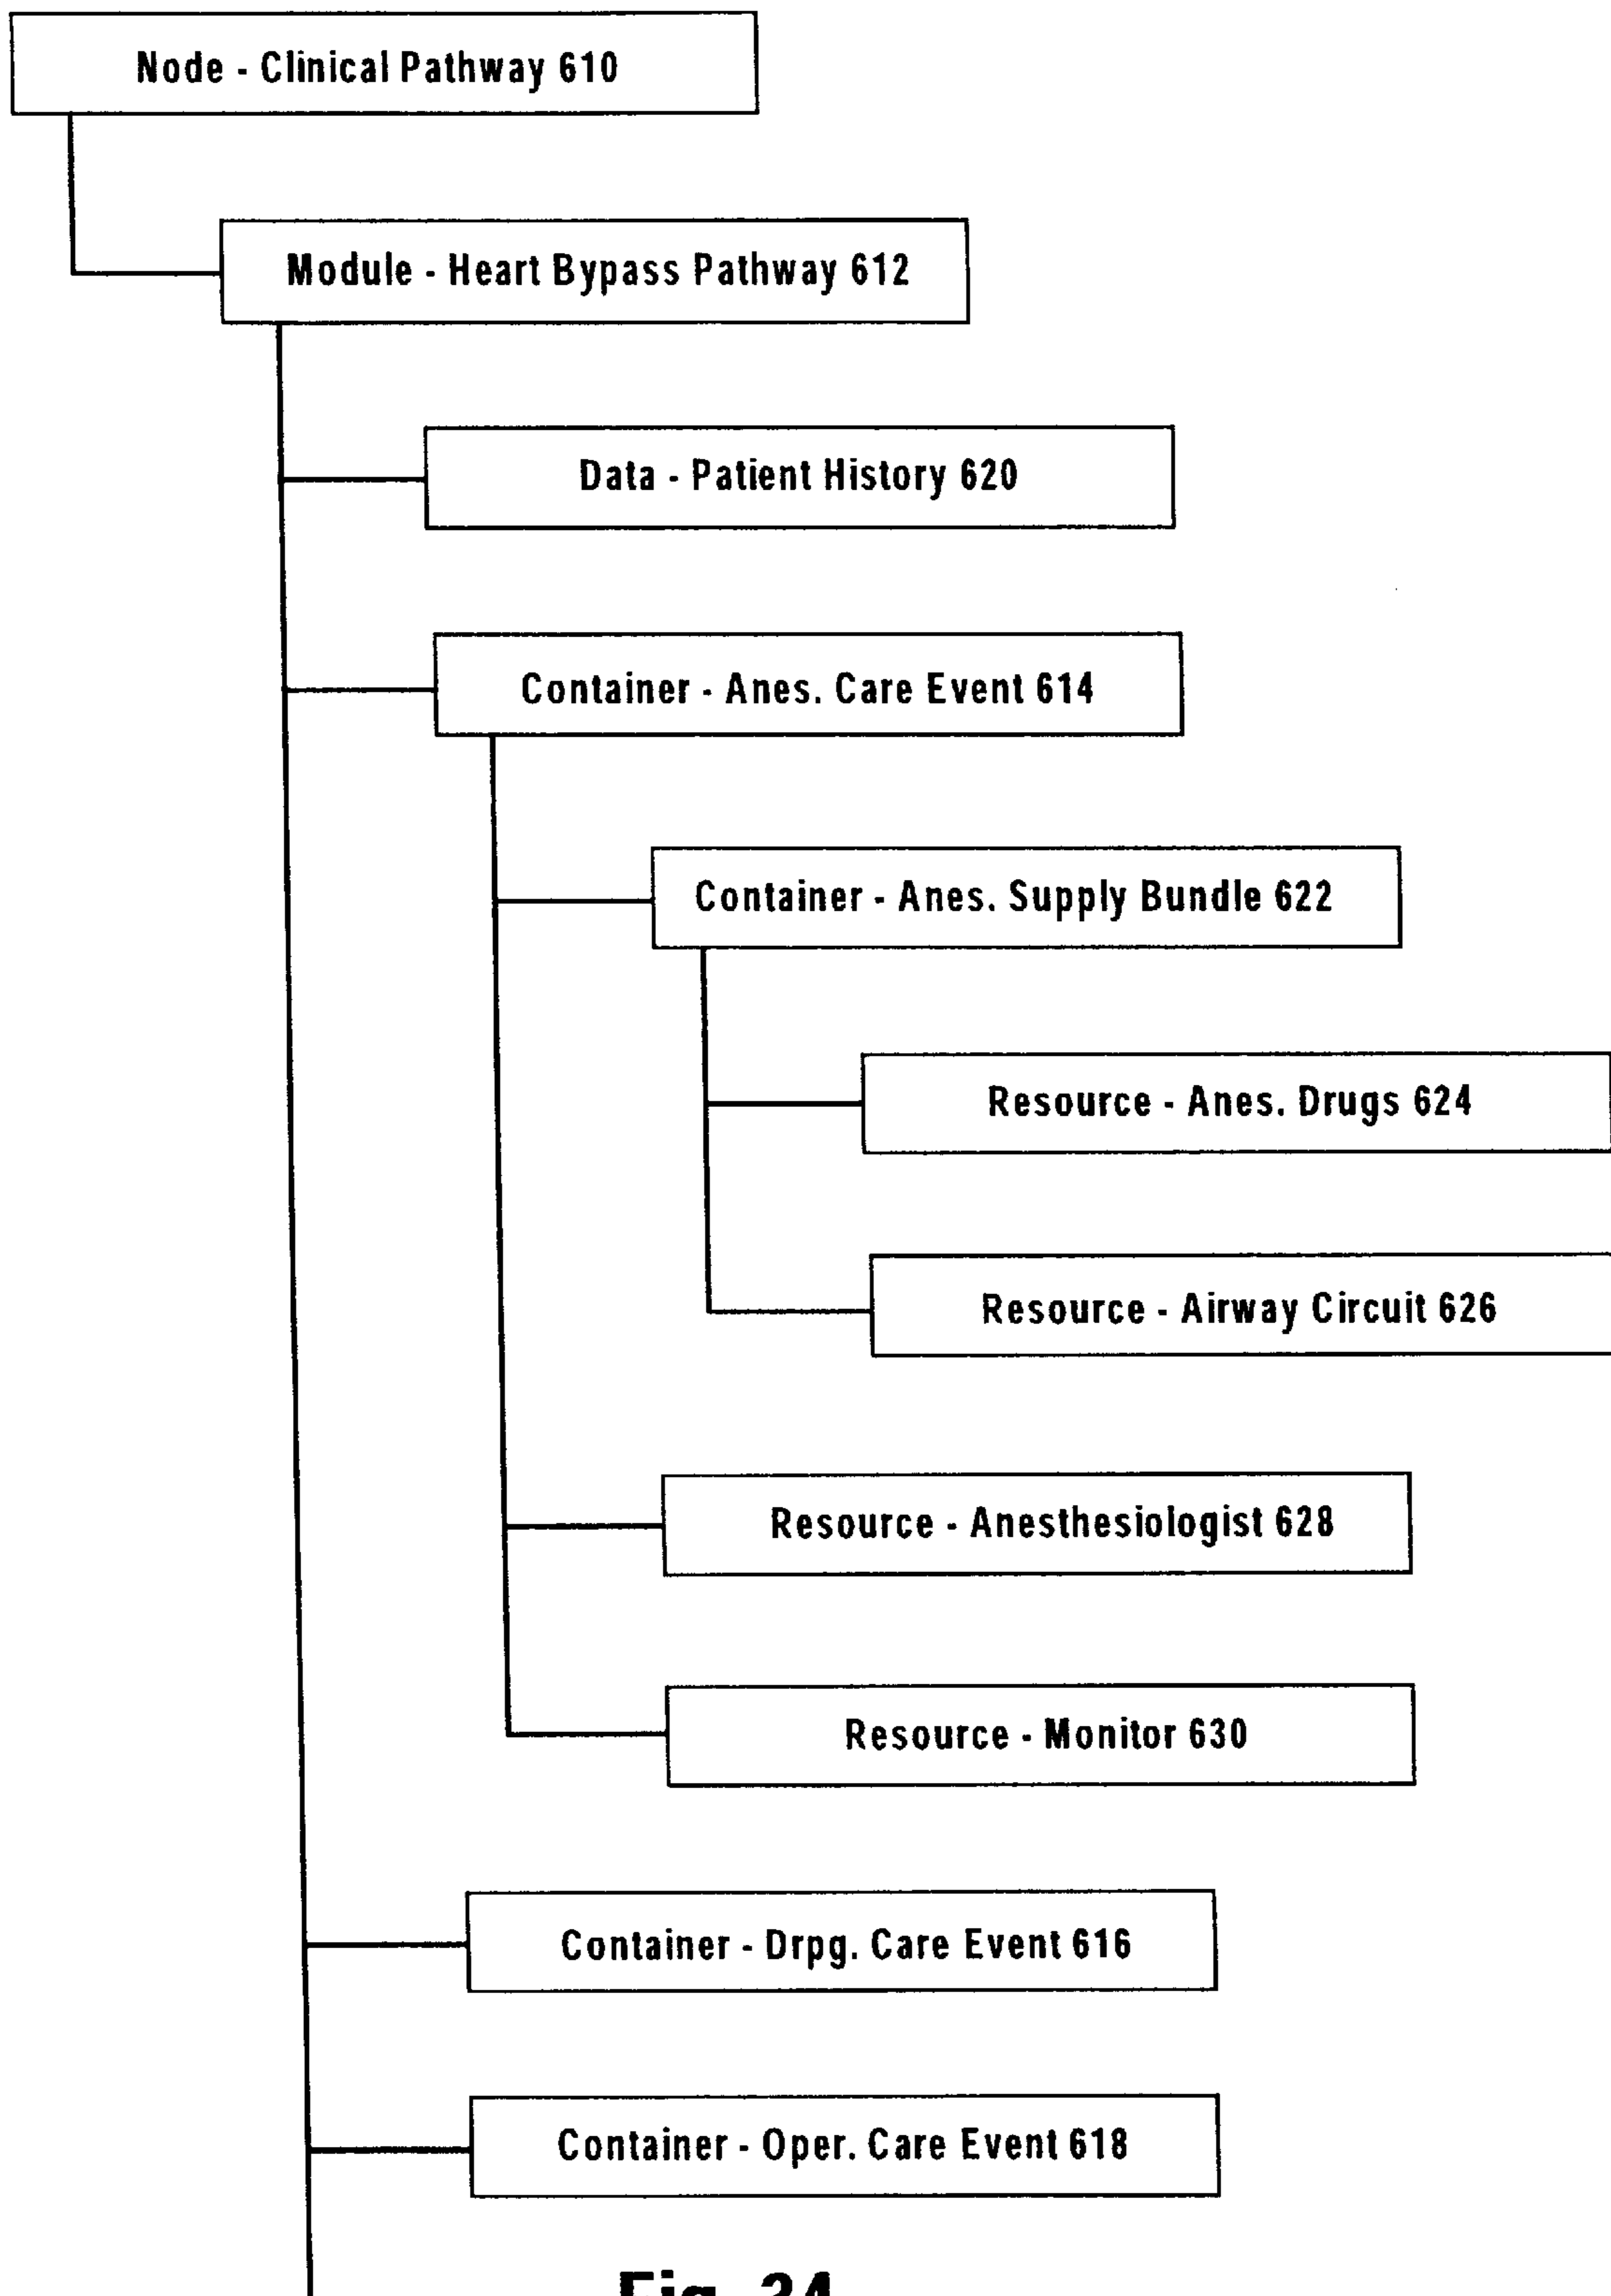 Node - Clinical Pathway 610
Module - Heart Bypass Pathway 612
Data - Patient History 620
Container - Anes. Care Event 614
Container - Anes. Supply Bundle 622
Resource - Anes. Drugs 624
Resource - Airway Circuit 626
Resource - Anesthesiologist 628
Resource - Monitor 630
Container - Drpg. Care Event 616
Container - Oper. Care Event 618
Fig. 34